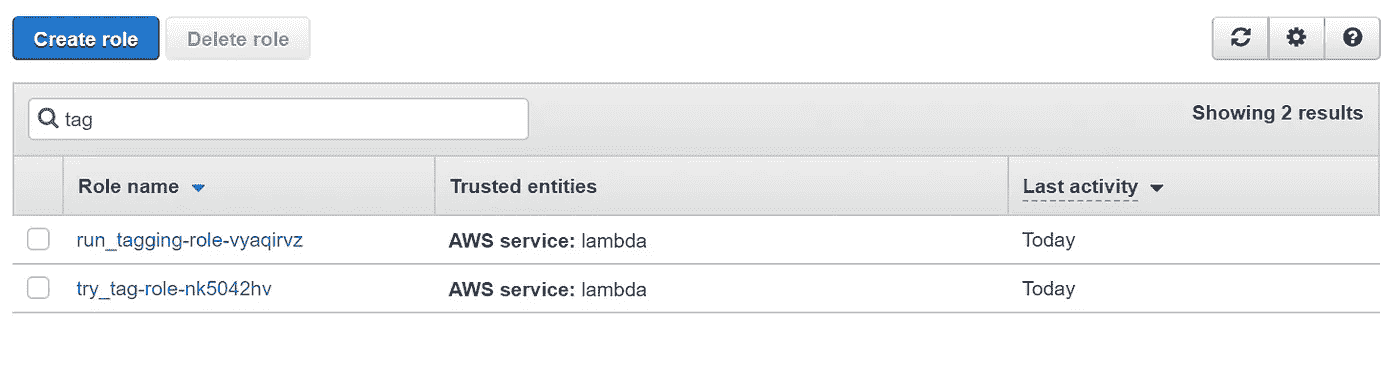 Create role Delete role
tag
Showing 2 results
Role name Trusted entities Last activity
run_tagging-role-vyaqirvz AWS service: lambda Today
try_tag-role-nk5042hv AWS service: lambda Today